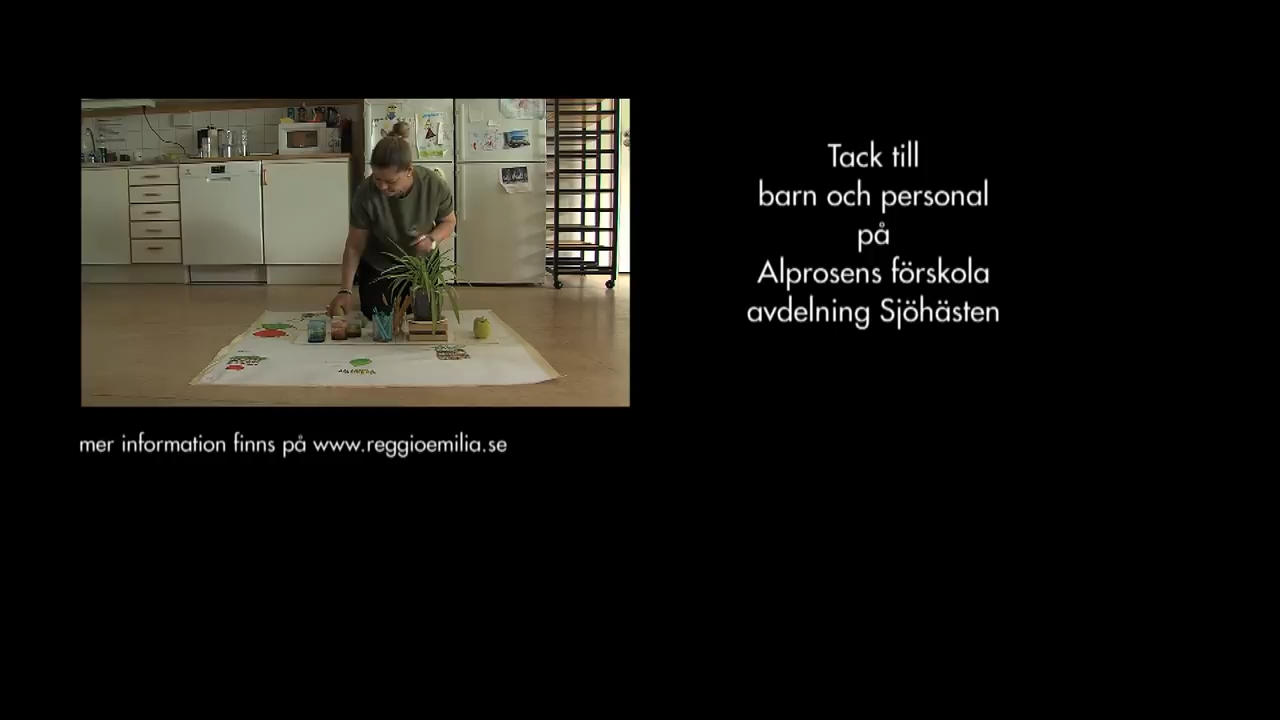 Tack till
barn och personal
på
Alprosens förskola
avdelning Sjöhästen
mer information finns på www.reggioemilia.se